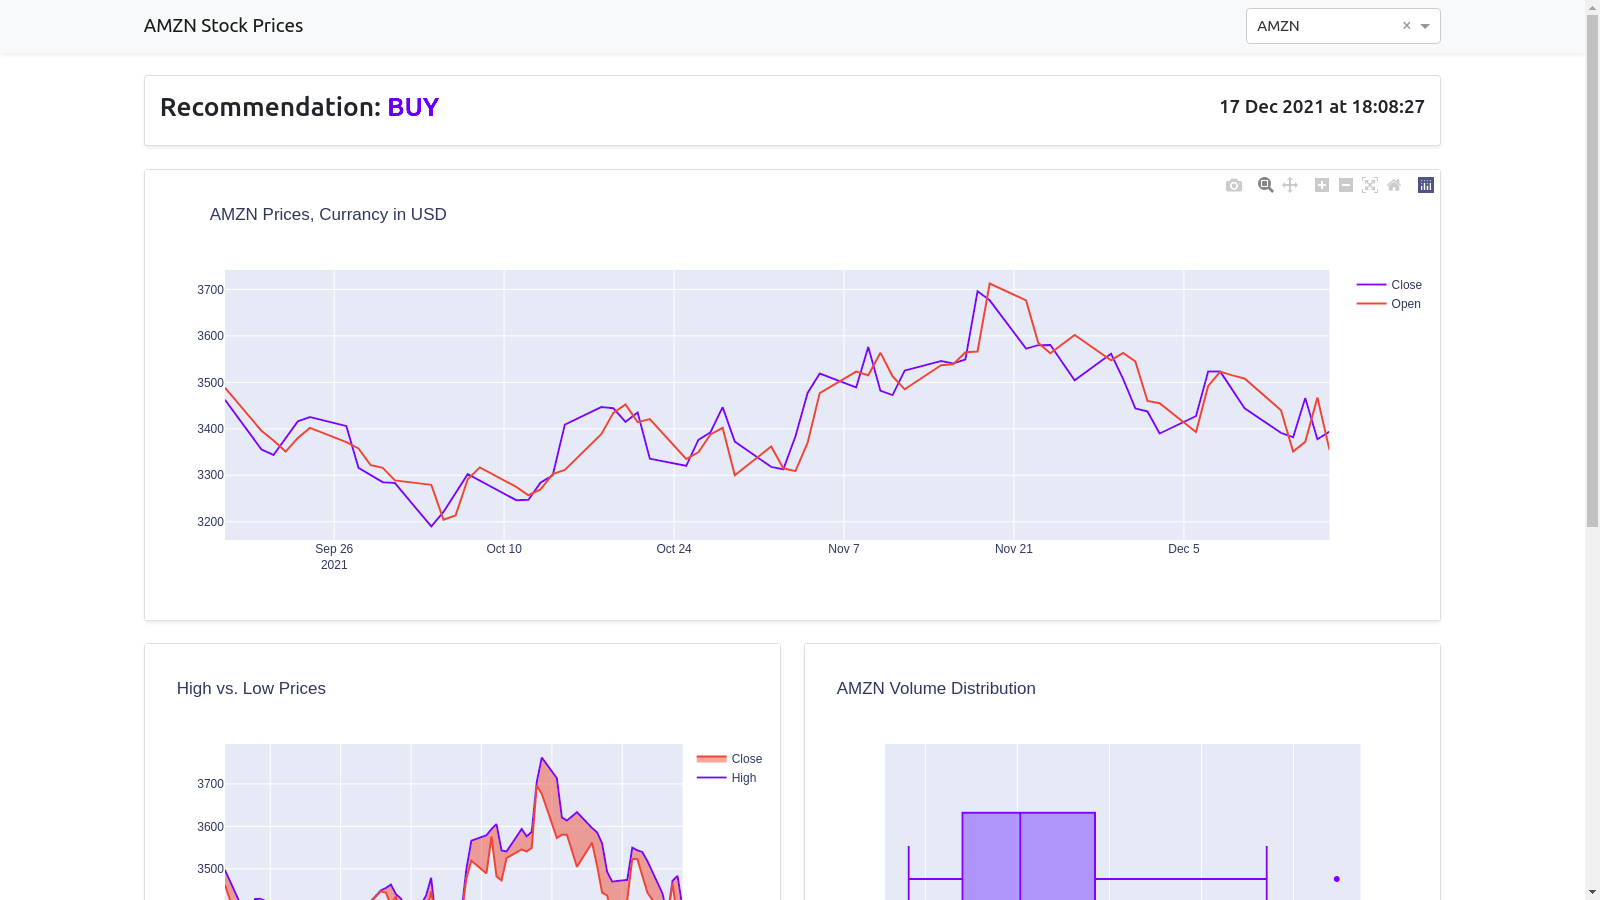 AMZN Stock Prices
AMZN
Recommendation: BUY
17 Dec 2021 at 18:08:27
AMZN Prices, Currancy in USD
3700
3600
3500
3400
3300
3200
Sep 26
2021
Oct 10
Oct 24
Nov 7
Nov 21
Dec 5
Close
Open
High vs. Low Prices
3700
3600
3500
Close
High
AMZN Volume Distribution